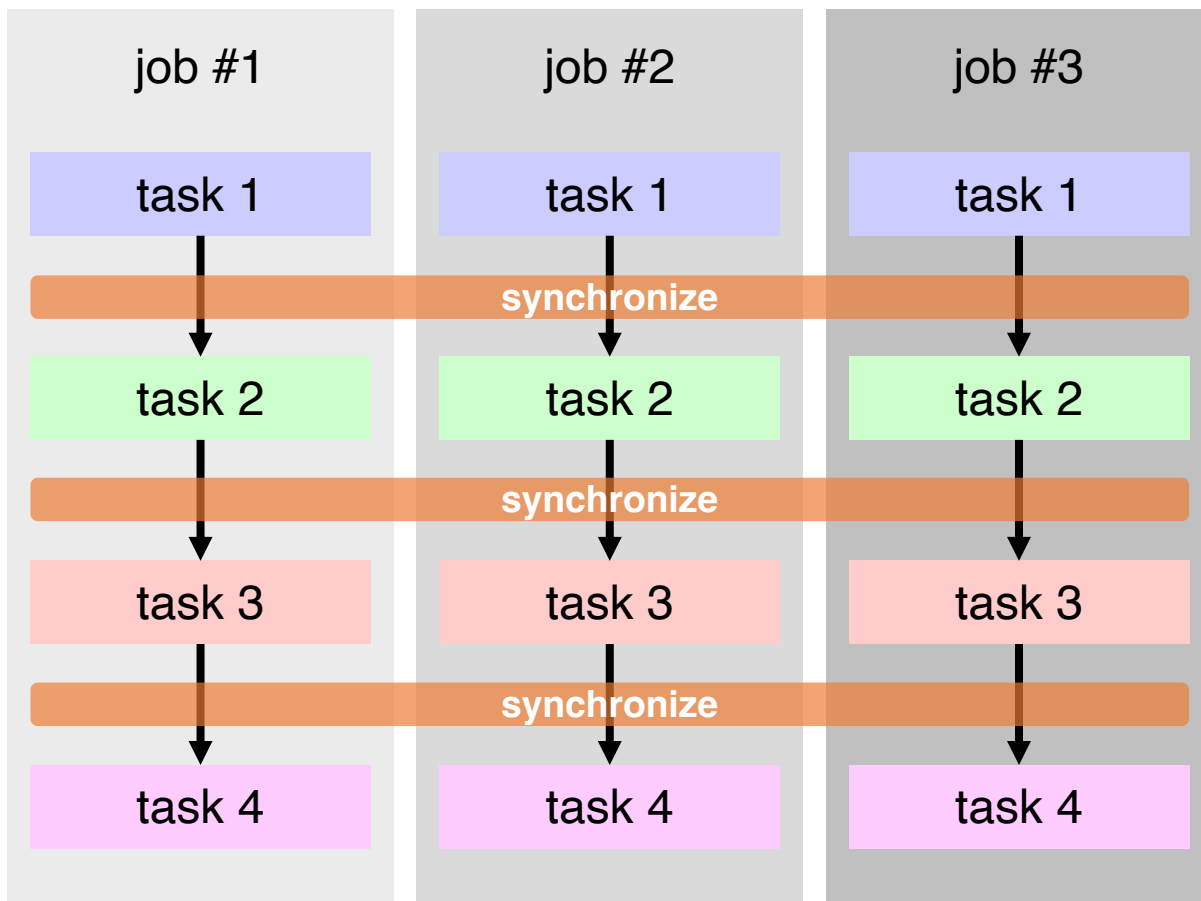 job #1
job #2
job #3
task 1
task 1
task 1
synchronize
task 2
task 2
task 2
synchronize
task 3
task 3
task 3
synchronize
task 4
task 4
task 4